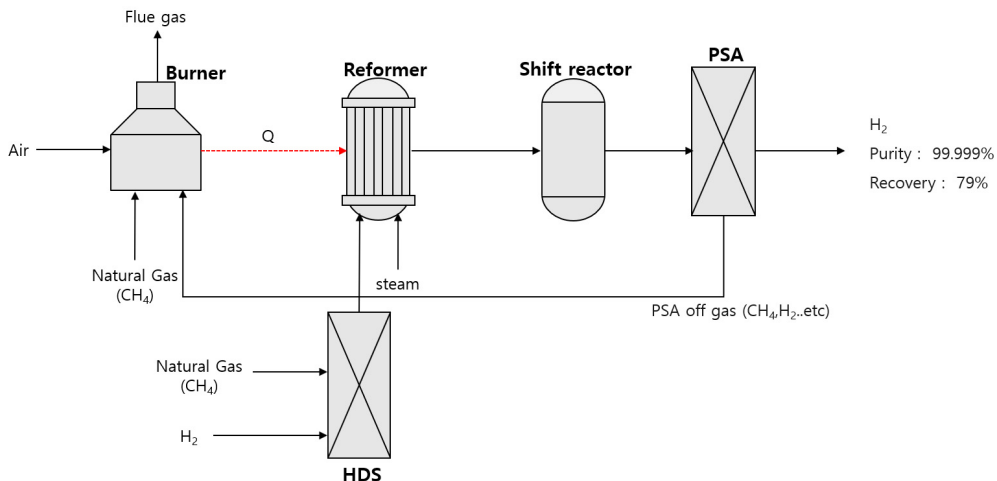 Flue gas
Burner
Reformer
Shift reactor
PSA
Air
Q
H₂
Purity : 99.999%
Recovery : 79%
Natural Gas
(CH₄)
steam
PSA off gas (CH₄,H₂..etc)
Natural Gas
(CH₄)
H₂
HDS